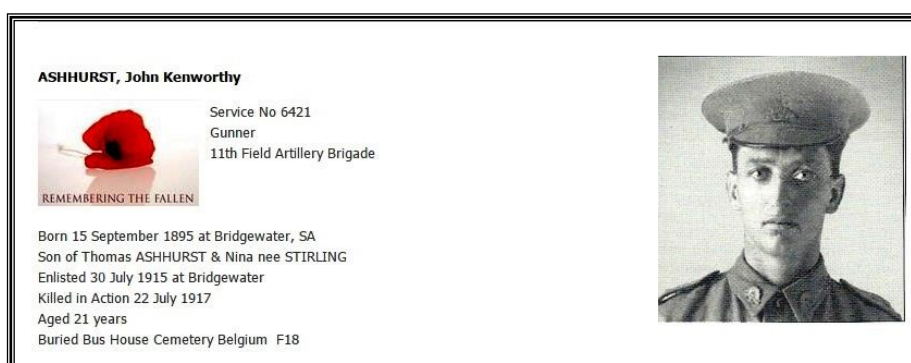 ASHHURST, John Kenworthy
Service No 6421
Gunner
11th Field Artillery Brigade
REMEMBERING THE FALLEN
Born 15 September 1895 at Bridgewater, SA
Son of Thomas ASHHURST & Nina nee STIRLING
Enlisted 30 July 1915 at Bridgewater
Killed in Action 22 July 1917
Aged 21 years
Buried Bus House Cemetery Belgium  F18